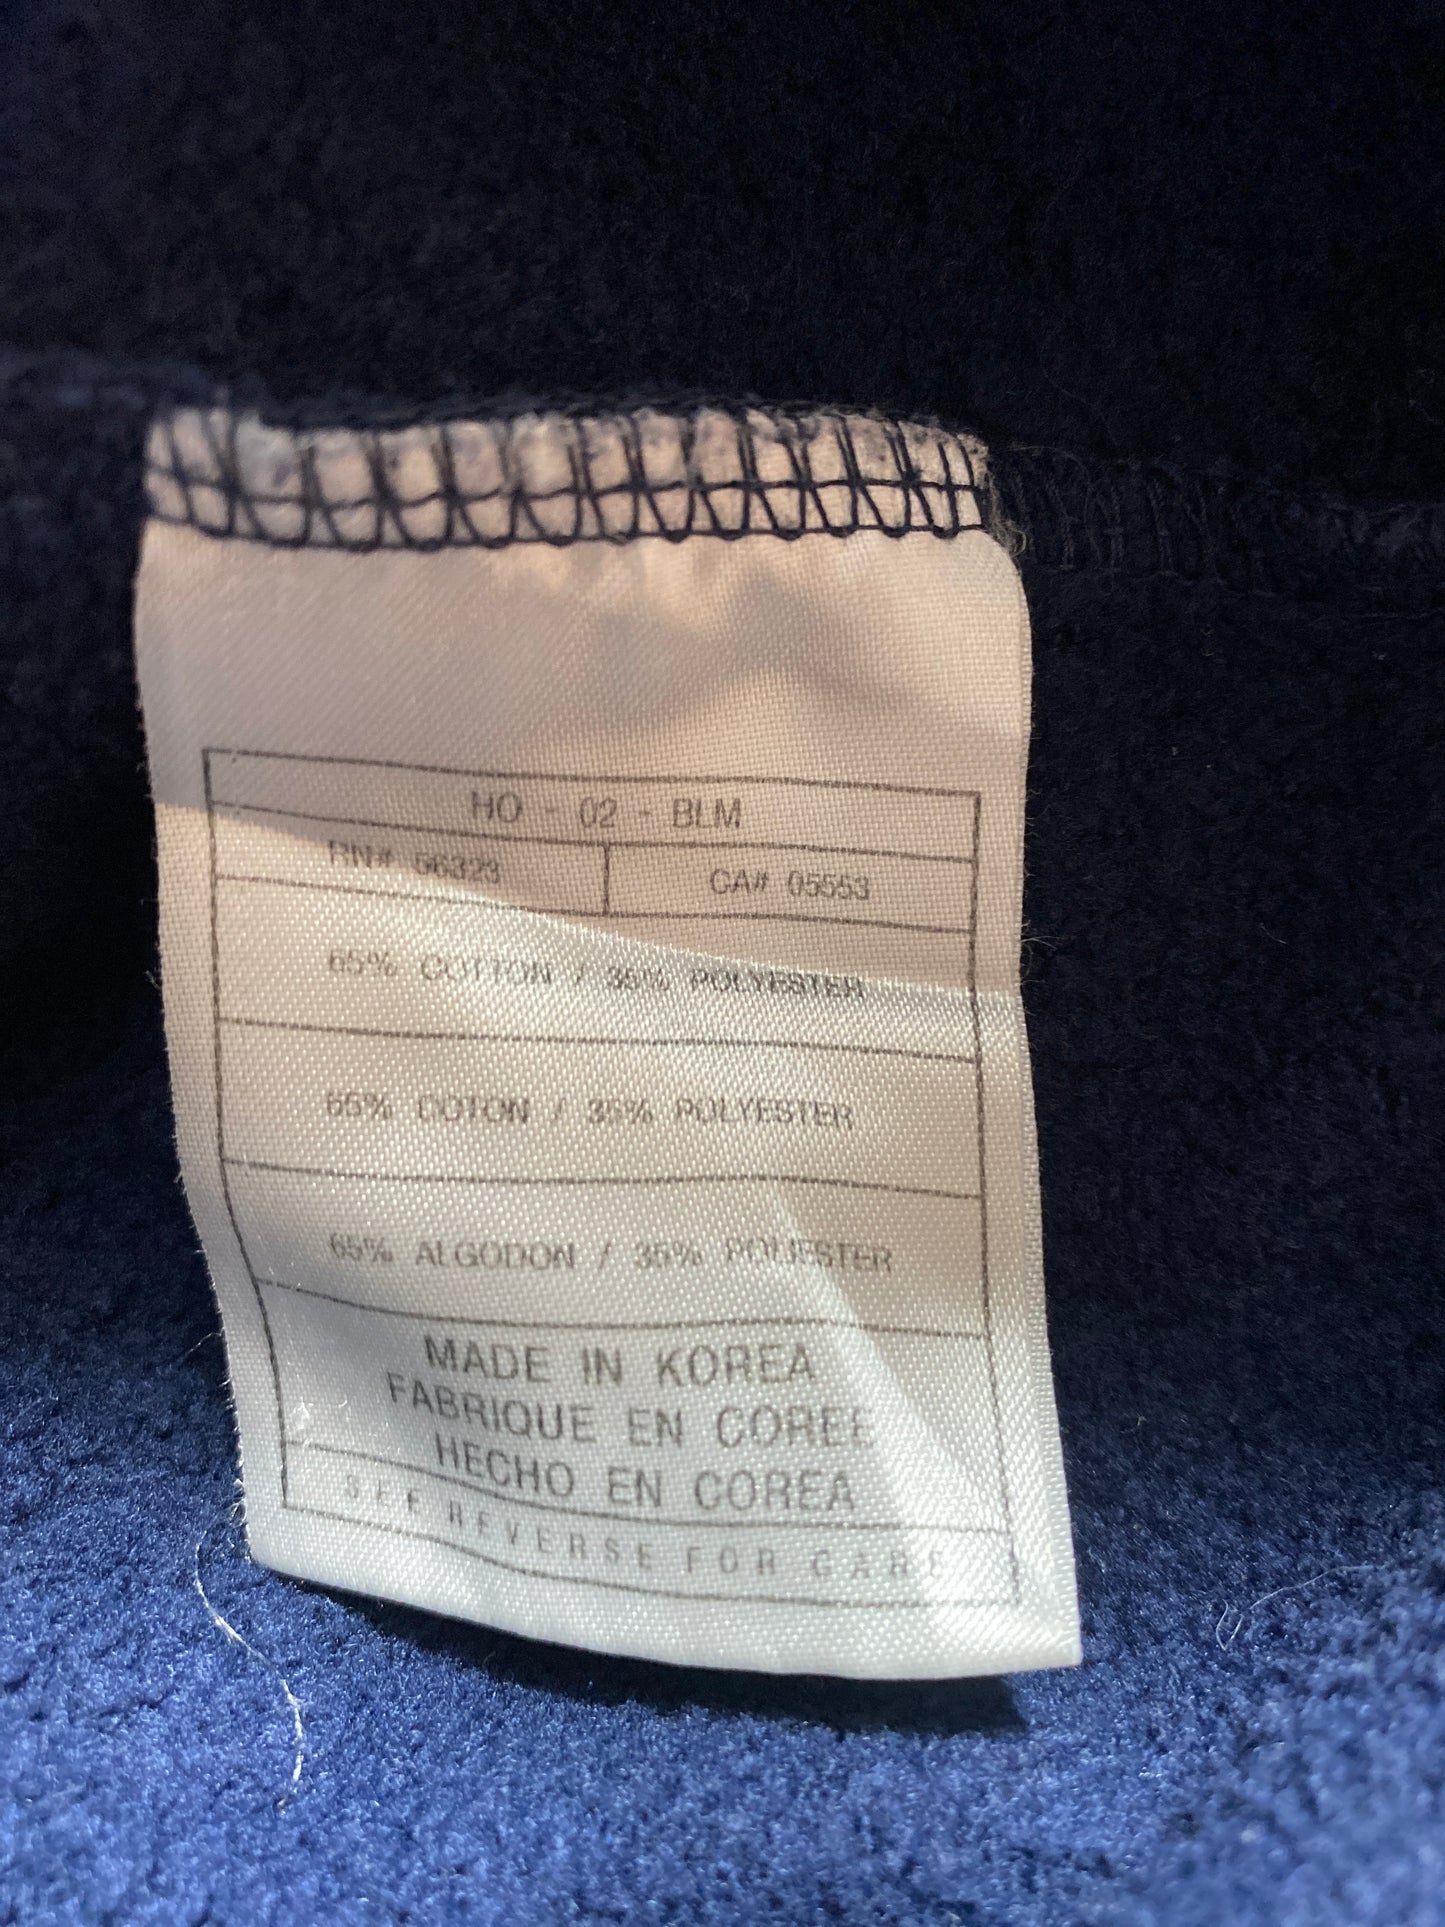 HO - 02 - BLM
RN# 56323 CA# 05553
65% COTTON / 35% POLYESTER
65% COTON / 35% POLYESTER
65% ALGODON / 35% POLIESTER
MADE IN KOREA
FABRIQUE EN COREE
HECHO EN COREA
SEE REVERSE FOR CARE